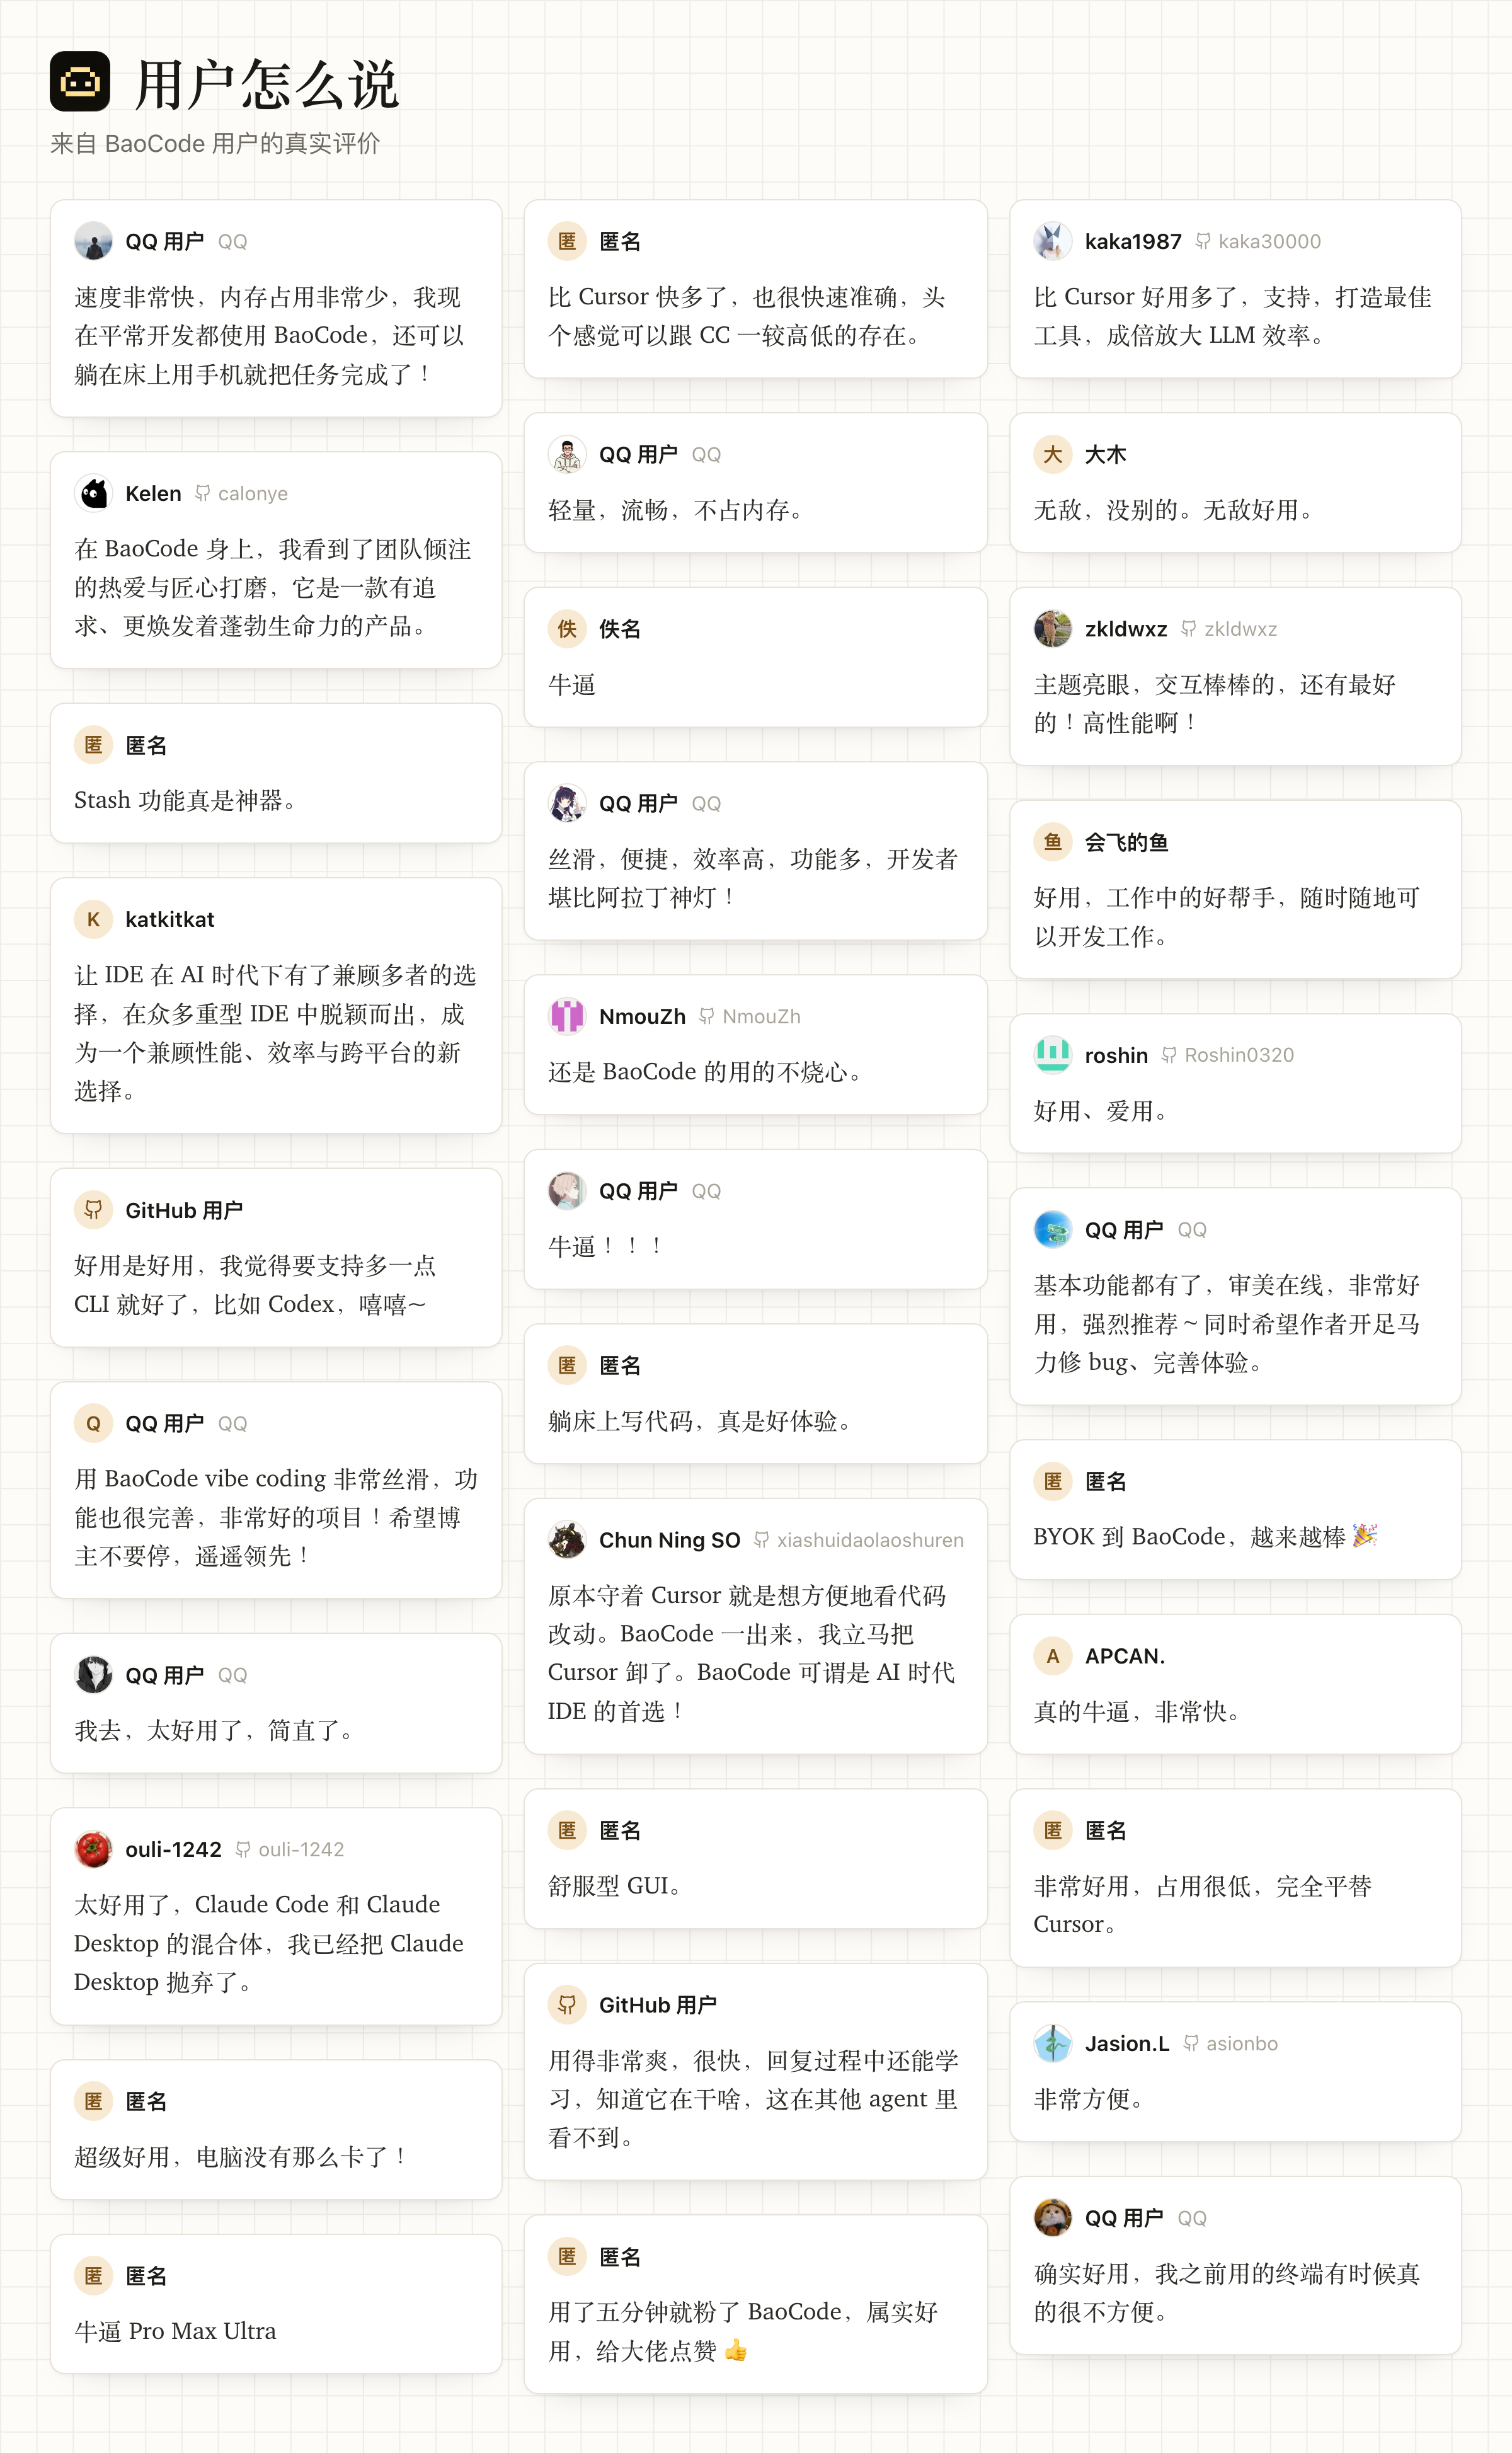 用户怎么说
来自 BaoCode 用户的真实评价
QQ 用户 QQ
速度非常快，内存占用非常少，我现
在平常开发都使用 BaoCode，还可以
躺在床上用手机就把任务完成了！
Kelen calonye
在 BaoCode 身上，我看到了团队倾注
的热爱与匠心打磨，它是一款有追
求、更焕发着蓬勃生命力的产品。
匿 匿名
Stash 功能真是神器。
K katkitkat
让 IDE 在 AI 时代下有了兼顾多者的选
择，在众多重型 IDE 中脱颖而出，成
为一个兼顾性能、效率与跨平台的新
选择。
GitHub 用户
好用是好用，我觉得要支持多一点
CLI 就好了，比如 Codex，嘻嘻~
Q QQ 用户 QQ
用 BaoCode vibe coding 非常丝滑，功
能也很完善，非常好的项目！希望博
主不要停，遥遥领先！
QQ 用户 QQ
我去，太好用了，简直了。
ouli-1242 ouli-1242
太好用了，Claude Code 和 Claude
Desktop 的混合体，我已经把 Claude
Desktop 抛弃了。
匿 匿名
超级好用，电脑没有那么卡了！
匿 匿名
牛逼 Pro Max Ultra
匿 匿名
比 Cursor 快多了，也很快速准确，头
个感觉可以跟 CC 一较高低的存在。
QQ 用户 QQ
轻量，流畅，不占内存。
佚 佚名
牛逼
QQ 用户 QQ
丝滑，便捷，效率高，功能多，开发者
堪比阿拉丁神灯！
NmouZh NmouZh
还是 BaoCode 的用的不烧心。
QQ 用户 QQ
牛逼！！！
匿 匿名
躺床上写代码，真是好体验。
Chun Ning SO xiashuidaolaoshuren
原本守着 Cursor 就是想方便地看代码
改动。BaoCode 一出来，我立马把
Cursor 卸了。BaoCode 可谓是 AI 时代
IDE 的首选！
匿 匿名
舒服型 GUI。
GitHub 用户
用得非常爽，很快，回复过程中还能学
习，知道它在干啥，这在其他 agent 里
看不到。
匿 匿名
用了五分钟就粉了 BaoCode，属实好
用，给大佬点赞 👍
kaka1987 kaka30000
比 Cursor 好用多了，支持，打造最佳
工具，成倍放大 LLM 效率。
大 大木
无敌，没别的。无敌好用。
zkldwxz zkldwxz
主题亮眼，交互棒棒的，还有最好
的！高性能啊！
鱼 会飞的鱼
好用，工作中的好帮手，随时随地可
以开发工作。
roshin Roshin0320
好用、爱用。
QQ 用户 QQ
基本功能都有了，审美在线，非常好
用，强烈推荐 ~ 同时希望作者开足马
力修 bug、完善体验。
匿 匿名
BYOK 到 BaoCode，越来越棒 🎉
A APCAN.
真的牛逼，非常快。
匿 匿名
非常好用，占用很低，完全平替
Cursor。
Jasion.L asionbo
非常方便。
QQ 用户 QQ
确实好用，我之前用的终端有时候真
的很不方便。